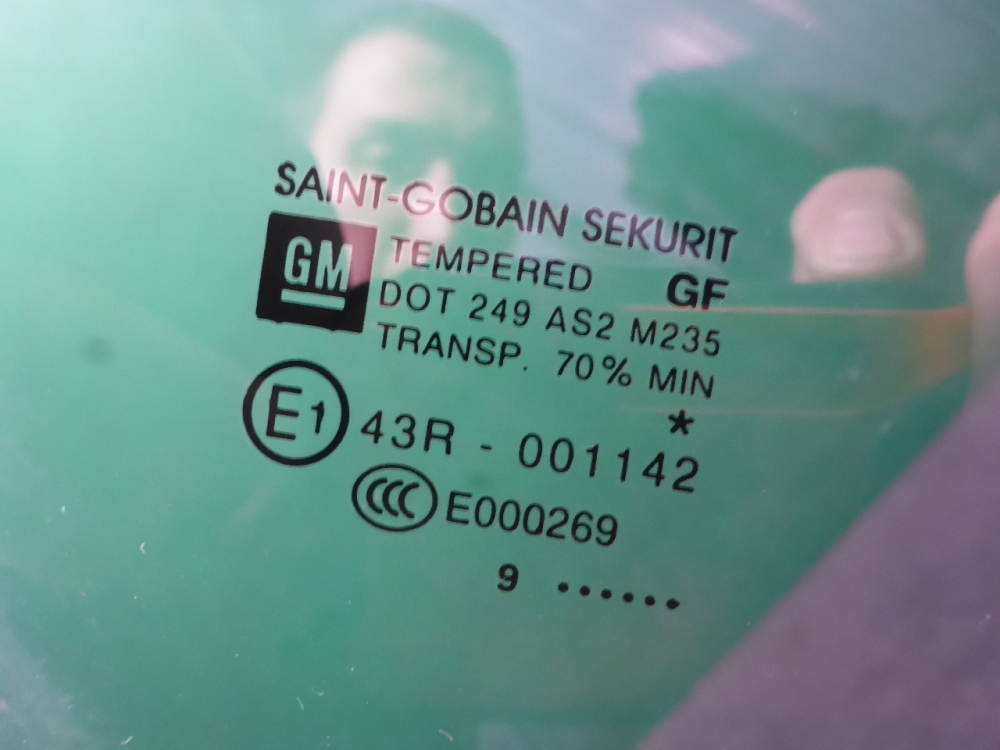 SAINT-GOBAIN SEKURIT
GM
TEMPERED GF
DOT 249 AS2 M235
TRANSP. 70% MIN
*
E1 43R - 001142
CCC E000269
9 ......